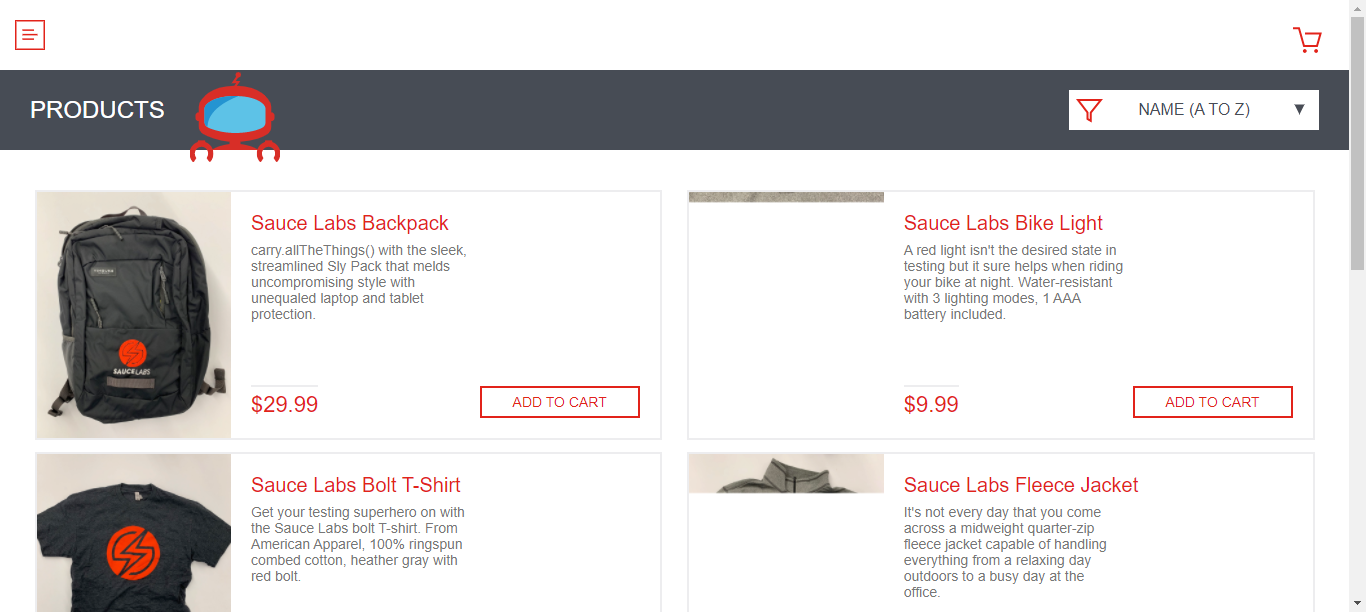 PRODUCTS
NAME (A TO Z)
Sauce Labs Backpack
carry.allTheThings() with the sleek,
streamlined Sly Pack that melds
uncompromising style with
unequaled laptop and tablet
protection.
$29.99
ADD TO CART
SAUCELABS
Sauce Labs Bike Light
A red light isn't the desired state in
testing but it sure helps when riding
your bike at night. Water-resistant
with 3 lighting modes, 1 AAA
battery included.
$9.99
ADD TO CART
Sauce Labs Bolt T-Shirt
Get your testing superhero on with
the Sauce Labs bolt T-shirt. From
American Apparel, 100% ringspun
combed cotton, heather gray with
red bolt.
Sauce Labs Fleece Jacket
It's not every day that you come
across a midweight quarter-zip
fleece jacket capable of handling
everything from a relaxing day
outdoors to a busy day at the
office.